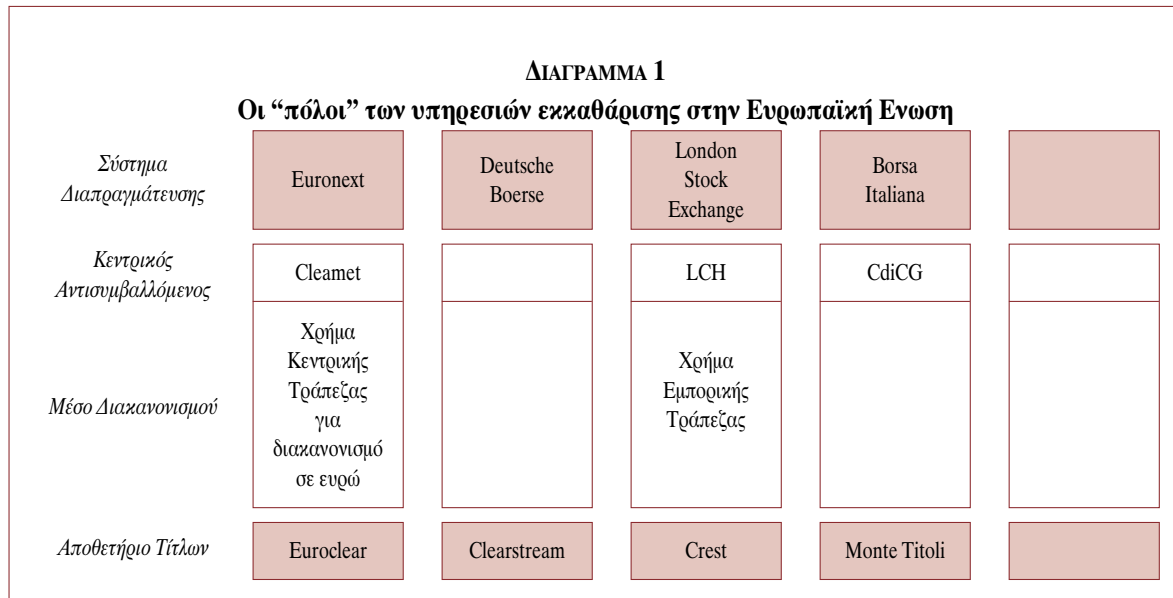 ΔΙΑΓΡΑΜΜΑ 1
Οι “πόλοι” των υπηρεσιών εκκαθάρισης στην Ευρωπαϊκή Ενωση
Σύστημα
Διαπραγμάτευσης
Euronext
Deutsche
Boerse
London
Stock
Exchange
Borsa
Italiana
Κεντρικός
Αντισυμβαλλόμενος
Cleamet
LCH
CdiCG
Μέσο Διακανονισμού
Χρήμα
Κεντρικής
Τράπεζας
για
διακανονισμό
σε ευρώ
Χρήμα
Εμπορικής
Τράπεζας
Αποθετήριο Τίτλων
Euroclear
Clearstream
Crest
Monte Titoli